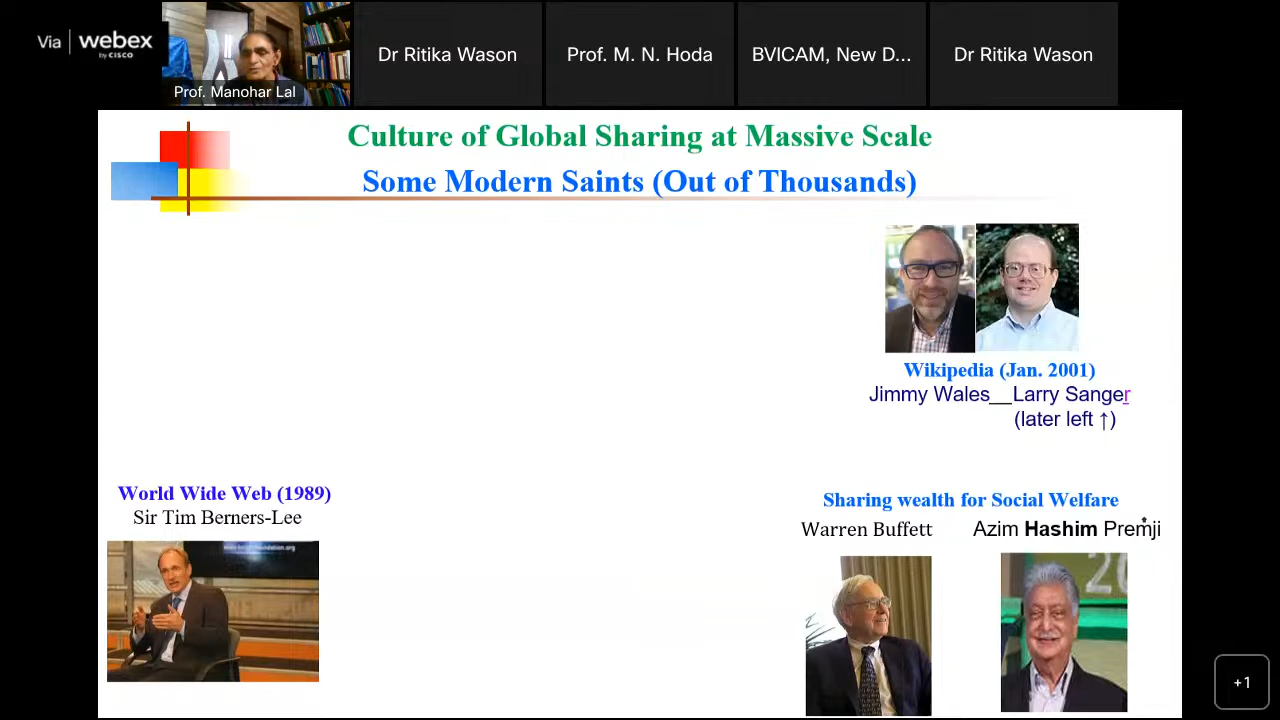 Via | webex
by CISCO
Prof. Manohar Lal
Dr Ritika Wason
Prof. M. N. Hoda
BVICAM, New D...
Dr Ritika Wason
Culture of Global Sharing at Massive Scale
Some Modern Saints (Out of Thousands)
Wikipedia (Jan. 2001)
Jimmy Wales__Larry Sanger
(later left ↑)
World Wide Web (1989)
Sir Tim Berners-Lee
Sharing wealth for Social Welfare
Warren Buffett
Azim Hashim Premji
+1